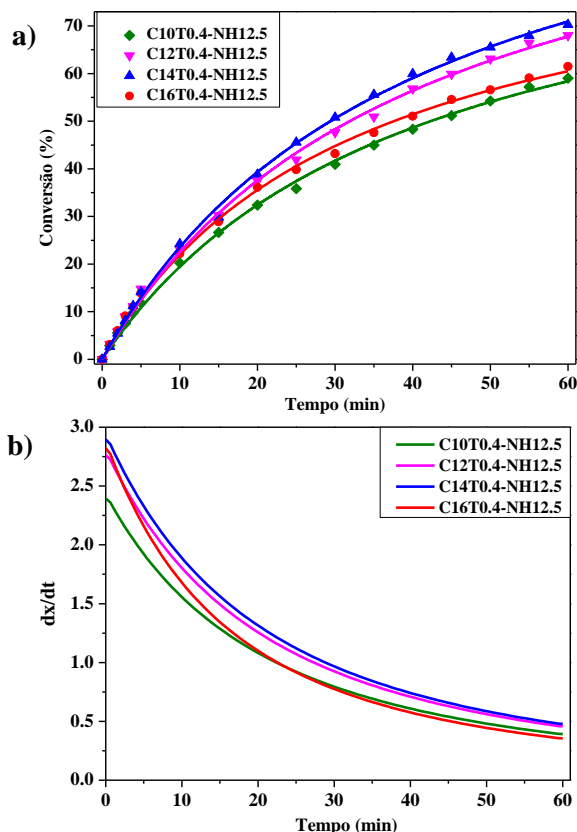 a)
C10T0.4-NH12.5
C12T0.4-NH12.5
C14T0.4-NH12.5
C16T0.4-NH12.5
Conversão (%)
70
60
50
40
30
20
10
0
0 10 20 30 40 50 60
Tempo (min)
b)
C10T0.4-NH12.5
C12T0.4-NH12.5
C14T0.4-NH12.5
C16T0.4-NH12.5
dx/dt
3.0
2.5
2.0
1.5
1.0
0.5
0.0
0 10 20 30 40 50 60
Tempo (min)